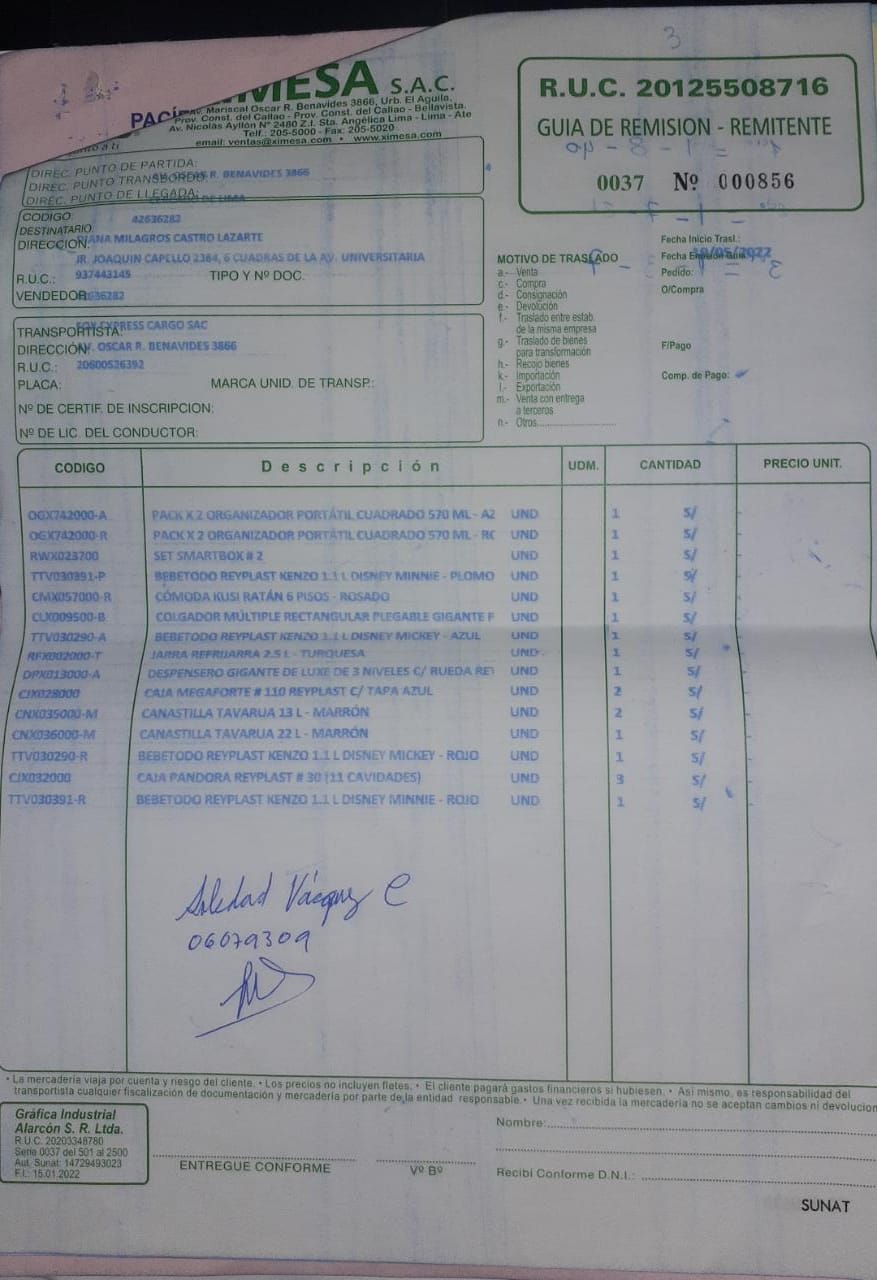 3
XIMESA S.A.C.
PACÍ
Av. Mariscal Oscar R. Benavides 3866, Urb. El Aguila,
Prov. Const. del Callao - Prov. Const. del Callao - Bellavista.
Av. Nicolás Ayllón Nº 2480 Z.I. Sta. Angélica Lima - Lima - Ate
Telf.: 205-5000 - Fax: 205-5020
email: ventas@ximesa.com • www.ximesa.com
R.U.C. 20125508716
GUIA DE REMISION - REMITENTE
0037 Nº 000856
DIREC. PUNTO DE PARTIDA:
DIREC. PUNTO TRANSBORDO: OSCAR R. BENAVIDES 3866
DIREC. PUNTO DE LLEGADA:
CODIGO 42636282
DESTINATARIO
DIRECCION: DIANA MILAGROS CASTRO LAZARTE
JR. JOAQUIN CAPELLO 2384, 6 CUADRAS DE LA AV. UNIVERSITARIA
R.U.C.: 937443149 TIPO Y Nº DOC.
VENDEDOR
MOTIVO DE TRASLADO
a.- Venta
c.- Compra
d.- Consignación
e.- Devolución
f.- Traslado entre estab.
de la misma empresa
g.- Traslado de bienes
para transformación
h.- Recojo bienes
k.- Importación
l.- Exportación
m.- Venta con entrega
a terceros
n.- Otros
Fecha Inicio Trasl.:
Fecha Emisión Guía
Pedido:
O/Compra
F/Pago
Comp. de Pago:
TRANSPORTISTA: EXPRESS CARGO SAC
DIRECCIÓN: AV. OSCAR R. BENAVIDES 3866
R.U.C.: 20600526392
PLACA: MARCA UNID. DE TRANSP.:
Nº DE CERTIF. DE INSCRIPCION:
Nº DE LIC. DEL CONDUCTOR:
CODIGO Descripción UDM. CANTIDAD PRECIO UNIT.
OGX742000-A PACK X 2 ORGANIZADOR PORTÁTIL CUADRADO 570 ML - AZ UND 1 S/ -
OGX742000-R PACK X 2 ORGANIZADOR PORTÁTIL CUADRADO 570 ML - RO UND 1 S/ -
RWX023700 SET SMARTBOX # 2 UND 1 S/ -
TTV030391-P BEBETODO REYPLAST KENZO 1.1 L DISNEY MINNIE - PLOMO UND 1 S/ -
CMX057000-R CÓMODA KUSI RATÁN 6 PISOS - ROSADO UND 1 S/ -
CLX009500-B COLGADOR MÚLTIPLE RECTANGULAR PLEGABLE GIGANTE UND 1 S/ -
TTV030290-A BEBETODO REYPLAST KENZO 1.1 L DISNEY MICKEY - AZUL UND 1 S/ -
RFX002000-T JARRA REFRIJARRA 2.5 L - TURQUESA UND 1 S/
DPX013000-A DESPENSERO GIGANTE DE LUXE DE 3 NIVELES C/ RUEDA UND 1 S/ -
CJX028000 CAJA MEGAFORTE # 110 REYPLAST C/ TAPA AZUL UND 2 S/ -
CNX035000-M CANASTILLA TAVARUA 13 L - MARRÓN UND 2 S/ -
CNX036000-M CANASTILLA TAVARUA 22 L - MARRÓN UND 1 S/ -
TTV030290-R BEBETODO REYPLAST KENZO 1.1 L DISNEY MICKEY - ROJO UND 1 S/ -
CJX032000 CAJA PANDORA REYPLAST # 30 (11 CAVIDADES) UND 3 S/ -
TTV030391-R BEBETODO REYPLAST KENZO 1.1 L DISNEY MINNIE - ROJO UND 1 S/ -
Soledad Vásquez C
06079309
• La mercadería viaja por cuenta y riesgo del cliente. • Los precios no incluyen fletes. • El cliente pagará gastos financieros si hubiesen. • Así mismo, es responsabilidad del
transportista cualquier fiscalización de documentación y mercadería por parte de la entidad responsable. • Una vez recibida la mercadería no se aceptan cambios ni devolucion
Gráfica Industrial
Alarcón S. R. Ltda.
R.U.C. 20203348780
Serie 0037 del 501 al 2500
Aut. Sunat: 14729493023
F.I.: 15.01.2022
ENTREGUE CONFORME
Vº Bº
Nombre:
Recibí Conforme D.N.I.:
SUNAT